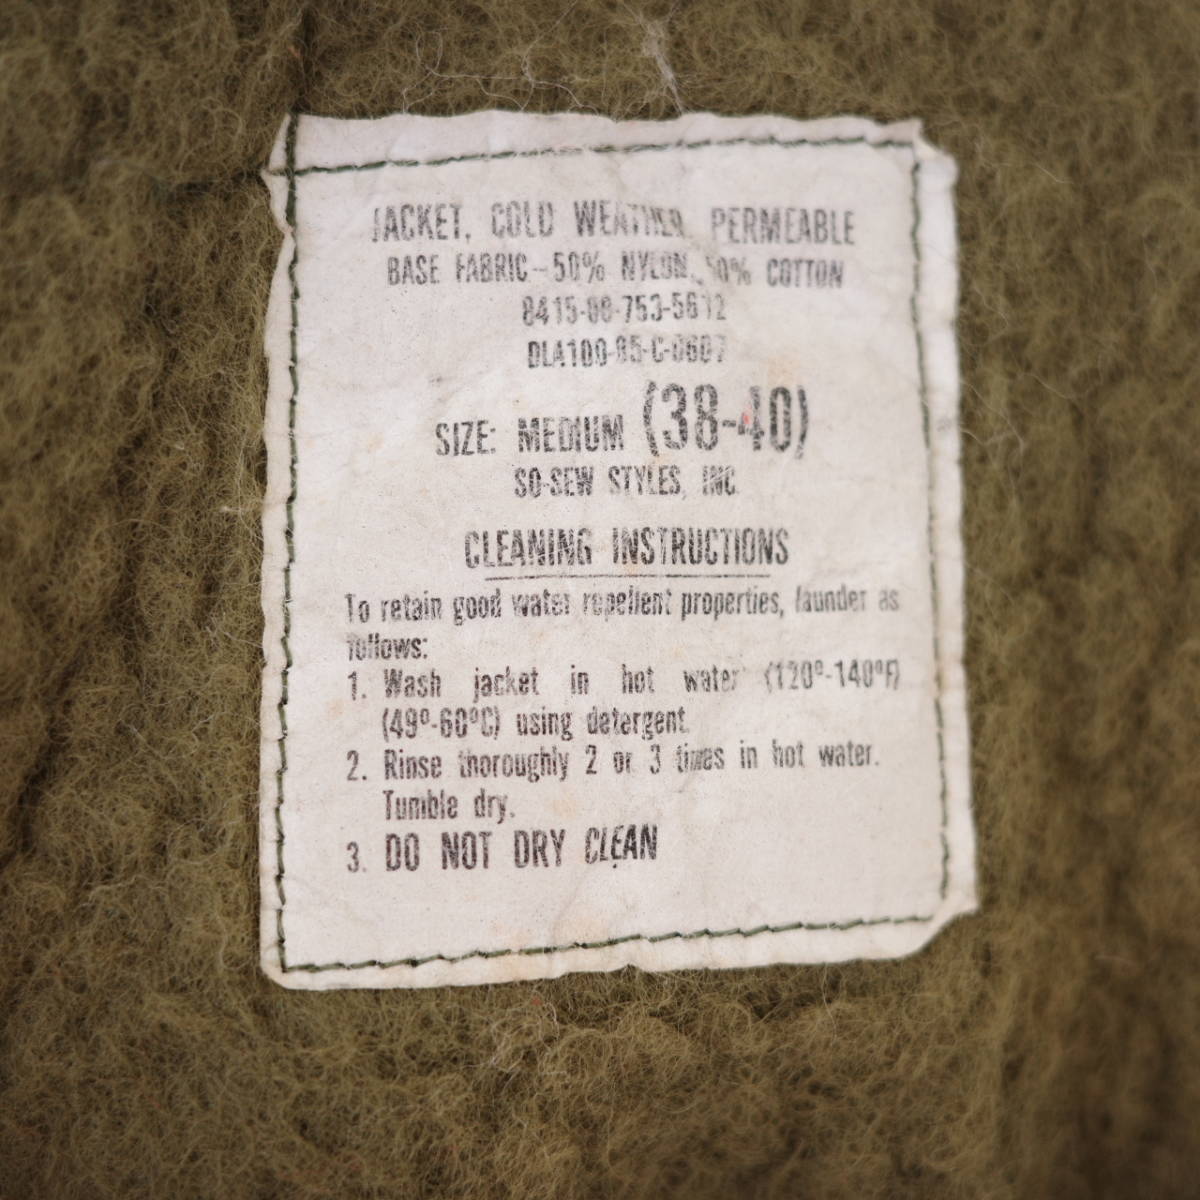 JACKET, COLD WEATHER, PERMEABLE
BASE FABRIC-50% NYLON, 50% COTTON
8415-00-753-5612
DLA100-85-C-0607
SIZE: MEDIUM (38-40)
SO-SEW STYLES, INC.
CLEANING INSTRUCTIONS
To retain good water repellent properties, launder as
follows:
1. Wash jacket in hot water (120°-140°F)
(49°-60°C) using detergent.
2. Rinse thoroughly 2 or 3 times in hot water.
Tumble dry.
3. DO NOT DRY CLEAN